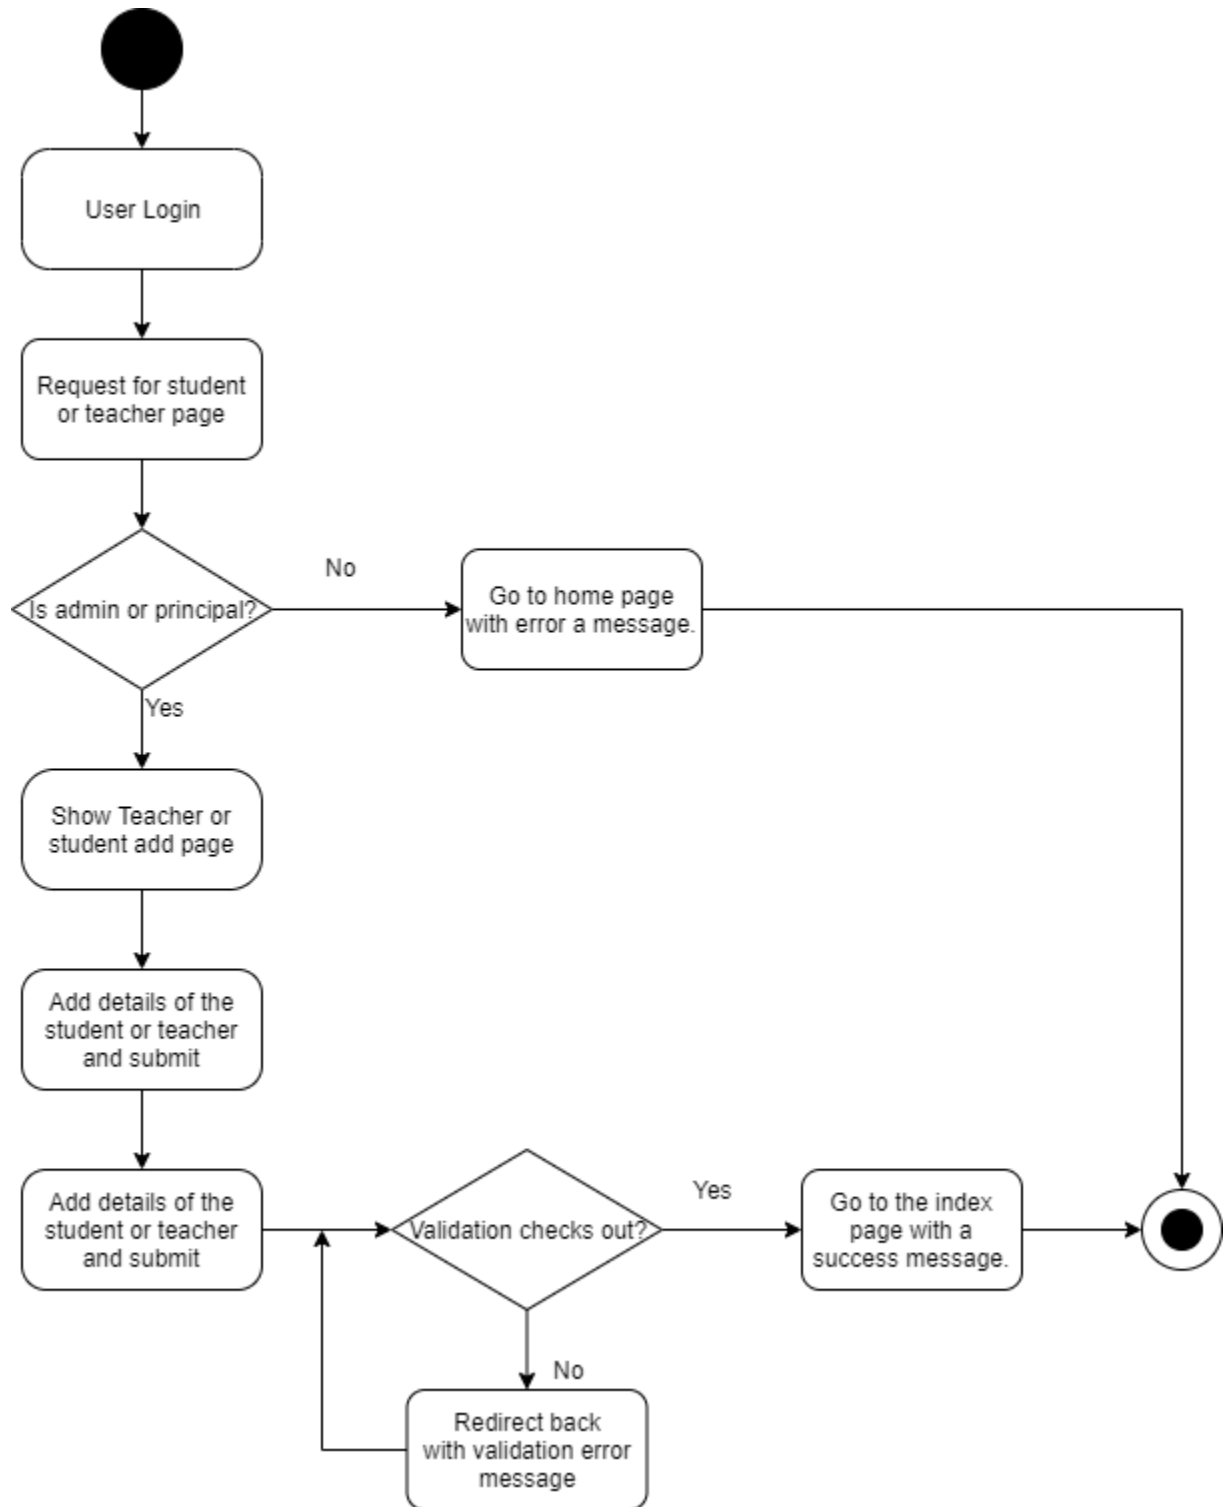 User Login
Request for student
or teacher page
Is admin or principal?
No
Go to home page
with error a message.
Yes
Show Teacher or
student add page
Add details of the
student or teacher
and submit
Add details of the
student or teacher
and submit
Validation checks out?
Yes
Go to the index
page with a
success message.
No
Redirect back
with validation error
message